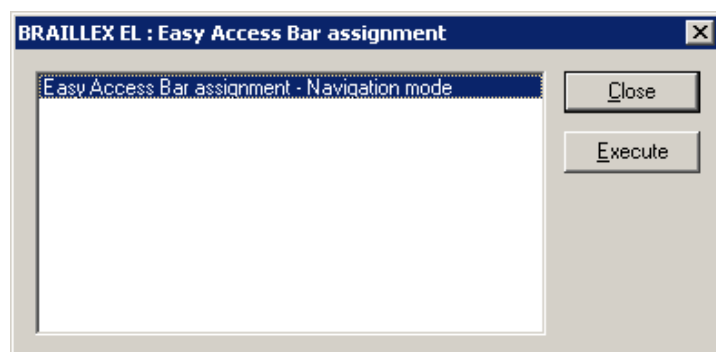 BRAILLEX EL : Easy Access Bar assignment
Easy Access Bar assignment - Navigation mode
Close
Execute